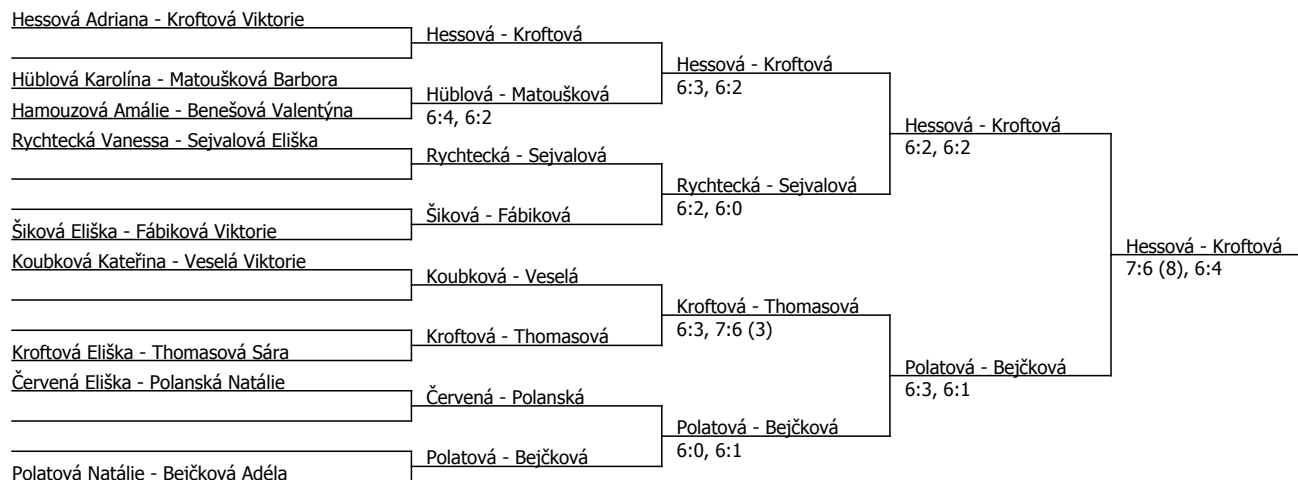 Hessová Adriana - Kroftová Viktorie
Hüblová Karolína - Matoušková Barbora
Hamouzová Amálie - Benešová Valentýna
Rychtecká Vanessa - Sejvalová Eliška
Šiková Eliška - Fábiková Viktorie
Koubková Kateřina - Veselá Viktorie
Kroftová Eliška - Thomasová Sára
Červená Eliška - Polanská Natálie
Polatová Natálie - Bejčková Adéla
Hessová - Kroftová
Hüblová - Matoušková
6:4, 6:2
Rychtecká - Sejvalová
Šiková - Fábiková
Koubková - Veselá
Kroftová - Thomasová
Červená - Polanská
Polatová - Bejčková
Hessová - Kroftová
6:3, 6:2
Rychtecká - Sejvalová
6:2, 6:0
Kroftová - Thomasová
6:3, 7:6 (3)
Polatová - Bejčková
6:0, 6:1
Hessová - Kroftová
6:2, 6:2
Polatová - Bejčková
6:3, 6:1
Hessová - Kroftová
7:6 (8), 6:4